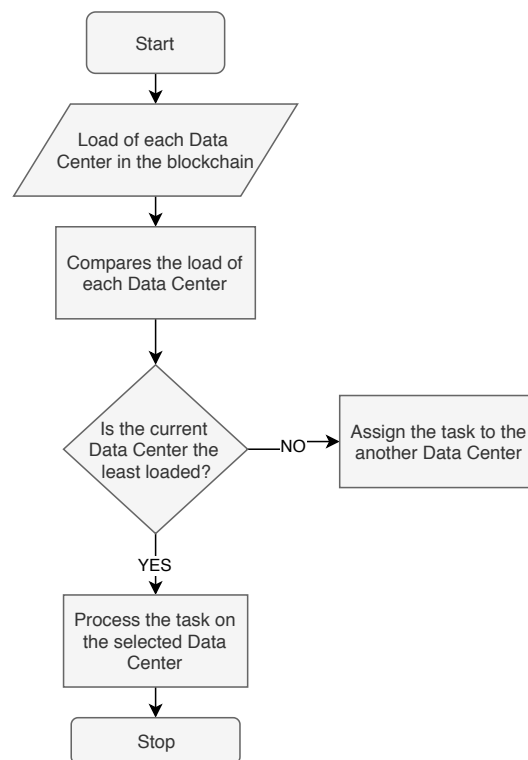 Start
Load of each Data
Center in the blockchain
Compares the load of
each Data Center
Is the current
Data Center the
least loaded?
NO
Assign the task to the
another Data Center
YES
Process the task on
the selected Data
Center
Stop